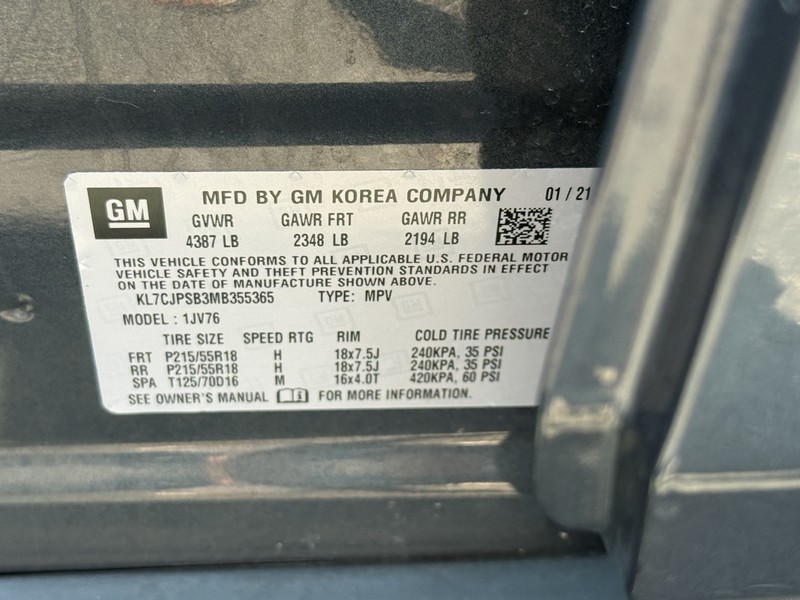 GM
MFD BY GM KOREA COMPANY 01 / 21
GVWR GAWR FRT GAWR RR
4387 LB 2348 LB 2194 LB
THIS VEHICLE CONFORMS TO ALL APPLICABLE U.S. FEDERAL MOTOR
VEHICLE SAFETY AND THEFT PREVENTION STANDARDS IN EFFECT
ON THE DATE OF MANUFACTURE SHOWN ABOVE.
KL7CJPSB3MB355365 TYPE: MPV
MODEL : 1JV76
TIRE SIZE SPEED RTG RIM COLD TIRE PRESSURE
FRT P215/55R18 H 18x7.5J 240KPA, 35 PSI
RR P215/55R18 H 18x7.5J 240KPA, 35 PSI
SPA T125/70D16 M 16x4.0T 420KPA, 60 PSI
SEE OWNER'S MANUAL FOR MORE INFORMATION.